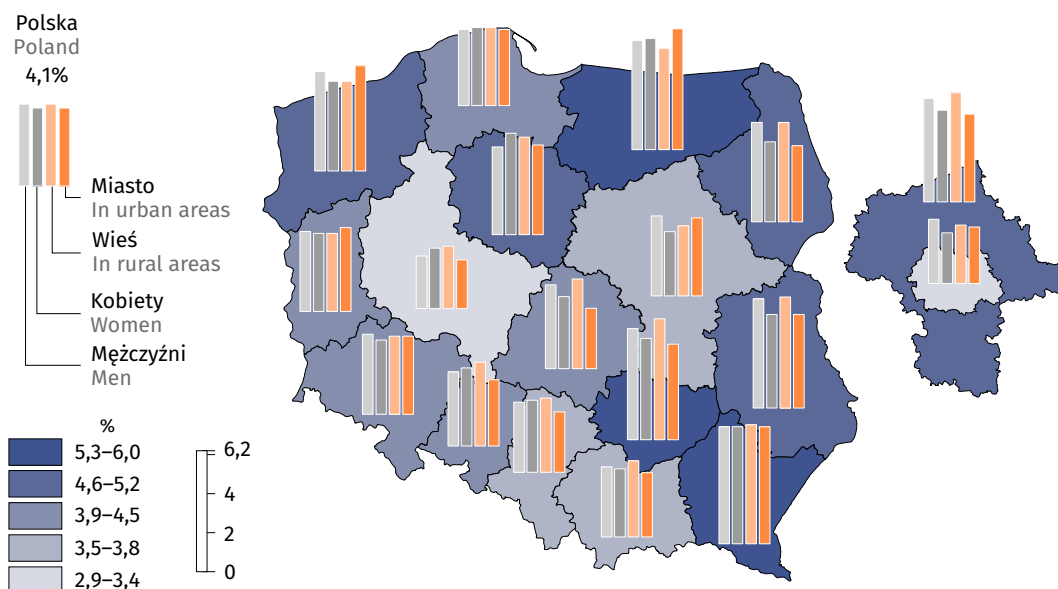 Polska
Poland
4,1%
Miasto
In urban areas
Wieś
In rural areas
Kobiety
Women
Mężczyźni
Men
%
5,3–6,0
4,6–5,2
3,9–4,5
3,5–3,8
2,9–3,4
6,2
4
2
0